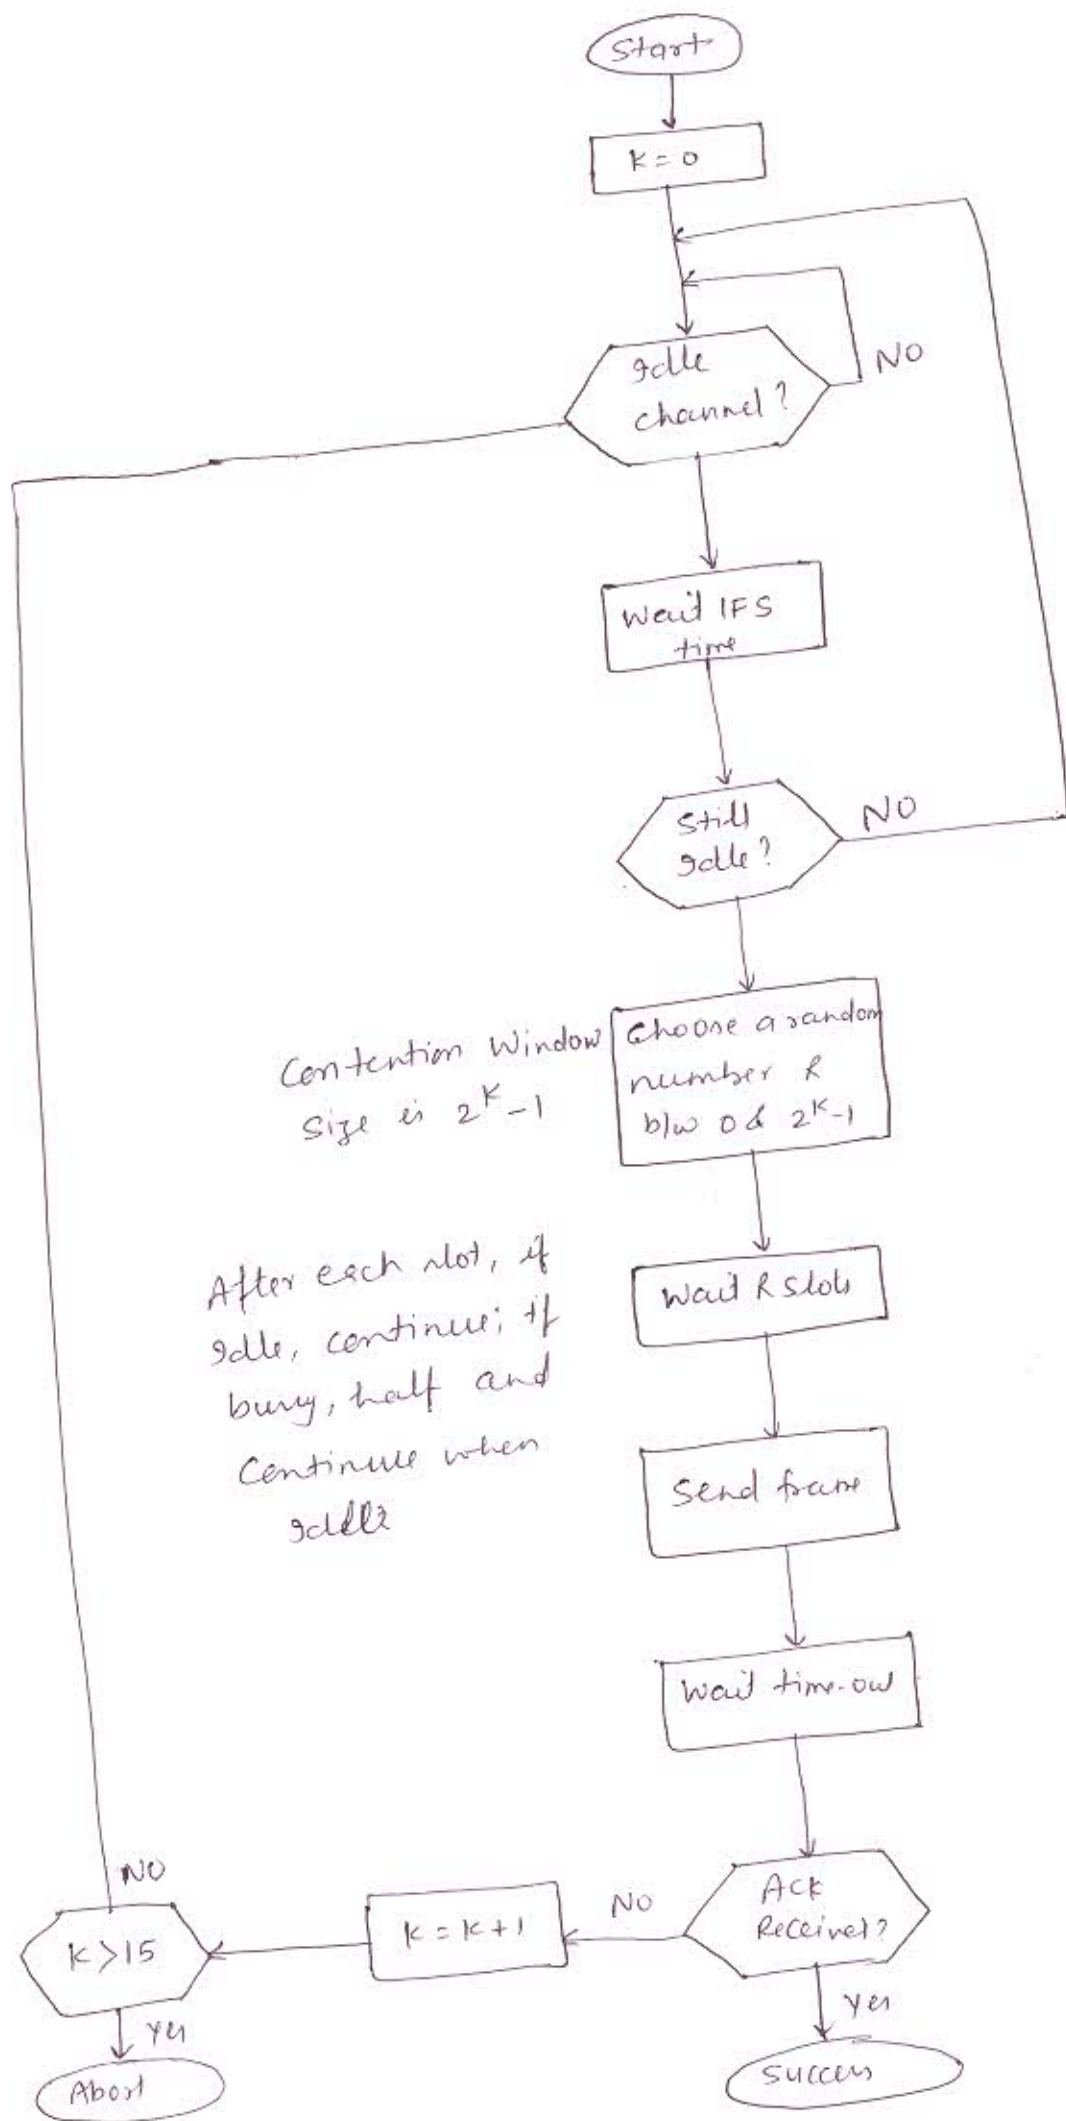 Start
K = 0
Idle
channel?
NO
Wait IFS
time
Still
Idle?
NO
Contention Window
Size is 2^K - 1
Choose a random
number R
b/w 0 & 2^K-1
After each slot, if
Idle, continue; if
busy, half and
Continue when
Idle
Wait R slots
Send frame
Wait time-out
ACK
Received?
NO
K = K + 1
NO
K > 15
Yes
Abort
Yes
Success